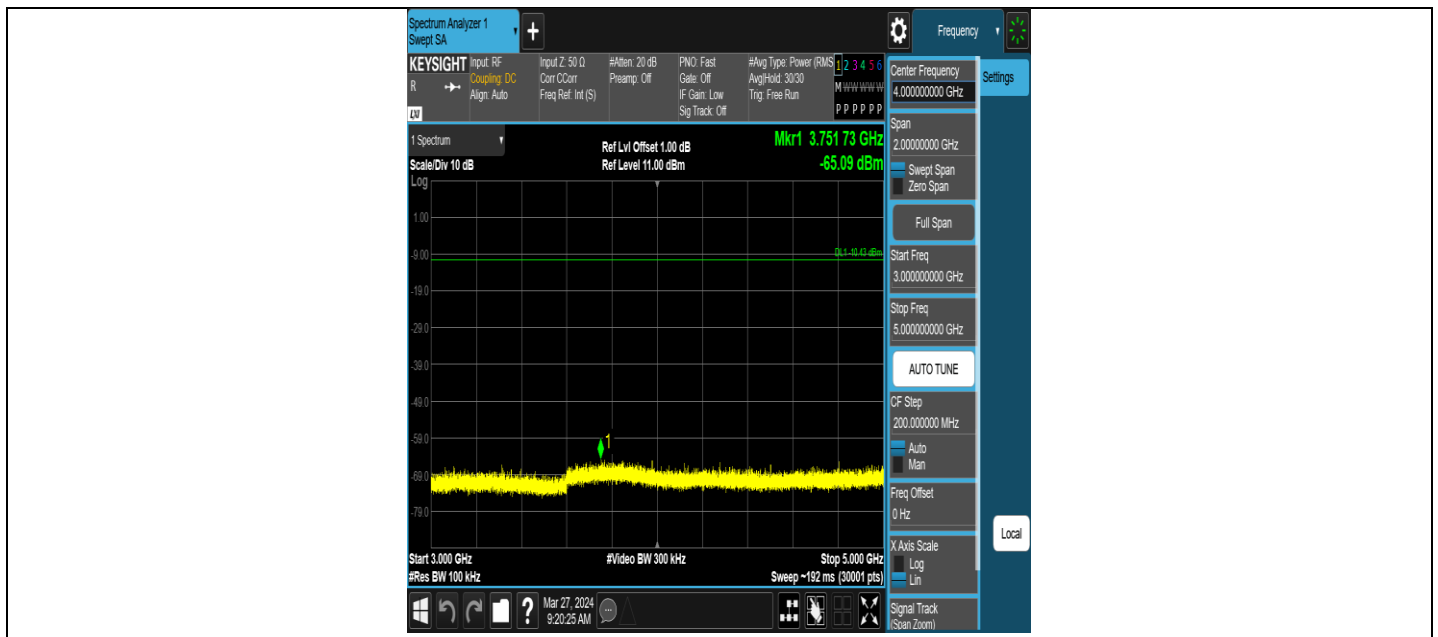 Spectrum Analyzer 1
Swept SA
+
Frequency
KEYSIGHT
R
LXI
Input: RF
Coupling: DC
Align: Auto
Input Z: 50 Ω
Corr CCorr
Freq Ref: Int (S)
#Atten: 20 dB
Preamp: Off
PNO: Fast
Gate: Off
IF Gain: Low
Sig Track: Off
#Avg Type: Power (RMS
Avg|Hold: 30/30
Trig: Free Run
1 2 3 4 5 6
M W W W W W
P P P P P P
1 Spectrum
Scale/Div 10 dB
Log
Ref Lvl Offset 1.00 dB
Ref Level 11.00 dBm
Mkr1 3.751 73 GHz
-65.09 dBm
1.00
-9.00
DL1 -10.43 dBm
-19.0
-29.0
-39.0
-49.0
-59.0
1
-69.0
-79.0
Start 3.000 GHz
#Res BW 100 kHz
#Video BW 300 kHz
Stop 5.000 GHz
Sweep ~192 ms (30001 pts)
?
Mar 27, 2024
9:20:25 AM
Center Frequency
4.000000000 GHz
Settings
Span
2.00000000 GHz
Swept Span
Zero Span
Full Span
Start Freq
3.000000000 GHz
Stop Freq
5.000000000 GHz
AUTO TUNE
CF Step
200.000000 MHz
Auto
Man
Freq Offset
0 Hz
X Axis Scale
Log
Lin
Signal Track
(Span Zoom)
Local